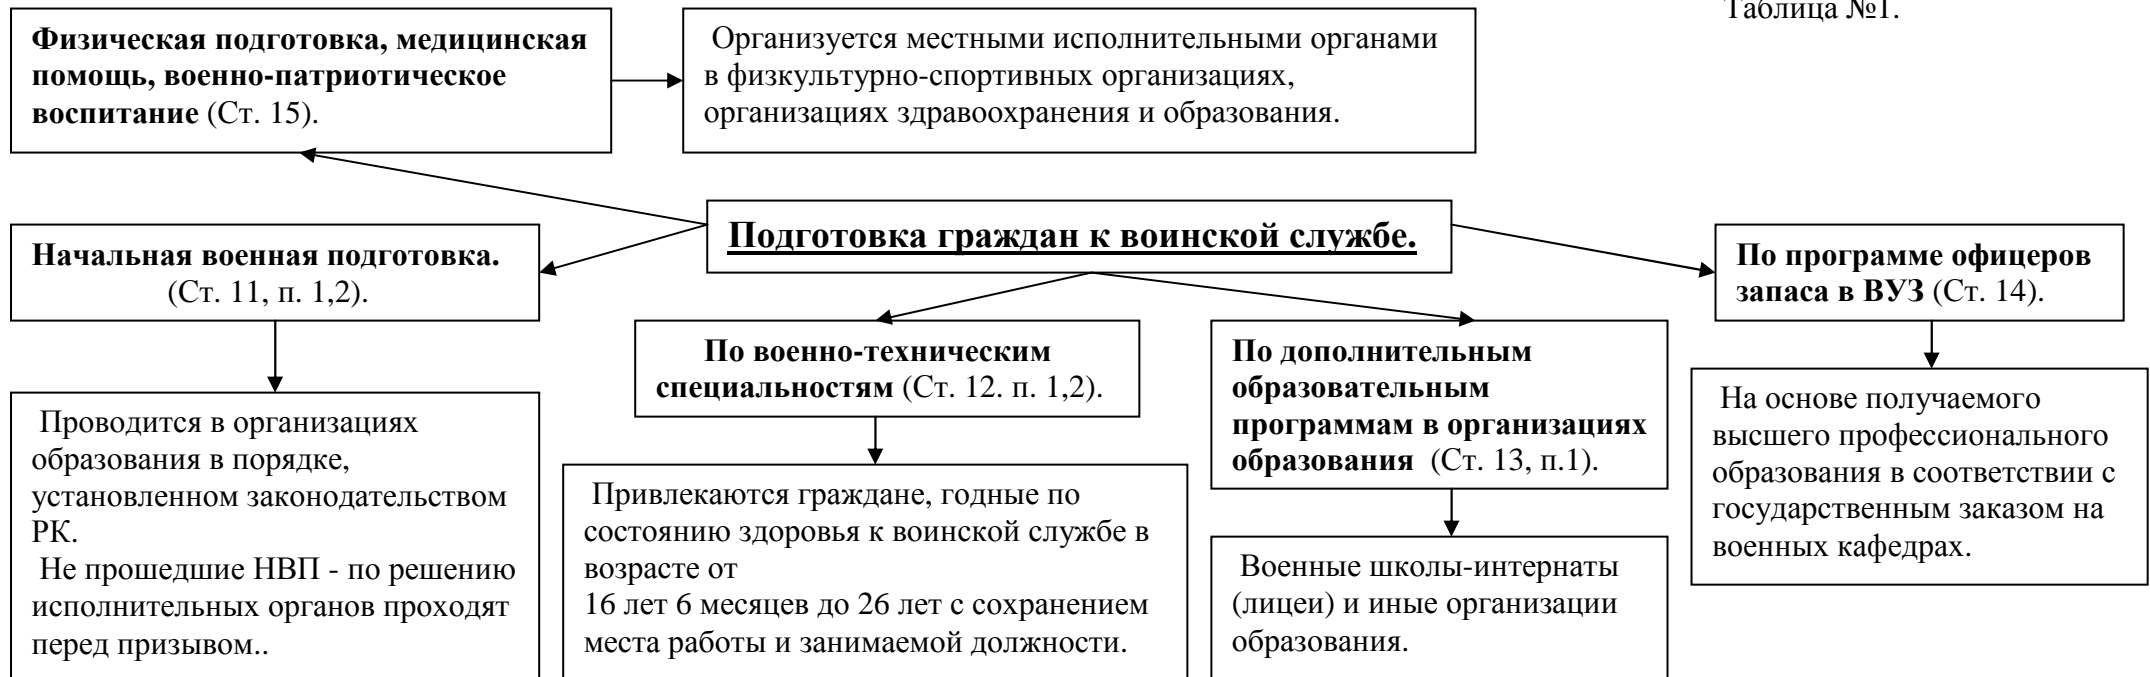 Таблица №1.
Физическая подготовка, медицинская
помощь, военно-патриотическое
воспитание (Ст. 15).
Организуется местными исполнительными органами
в физкультурно-спортивных организациях,
организациях здравоохранения и образования.
Подготовка граждан к воинской службе.
Начальная военная подготовка.
(Ст. 11, п. 1,2).
Проводится в организациях
образования в порядке,
установленном законодательством
РК.
Не прошедшие НВП - по решению
исполнительных органов проходят
перед призывом..
По военно-техническим
специальностям (Ст. 12. п. 1,2).
Привлекаются граждане, годные по
состоянию здоровья к воинской службе в
возрасте от
16 лет 6 месяцев до 26 лет с сохранением
места работы и занимаемой должности.
По дополнительным
образовательным
программам в организациях
образования (Ст. 13, п.1).
Военные школы-интернаты
(лицеи) и иные организации
образования.
По программе офицеров
запаса в ВУЗ (Ст. 14).
На основе получаемого
высшего профессионального
образования в соответствии с
государственным заказом на
военных кафедрах.